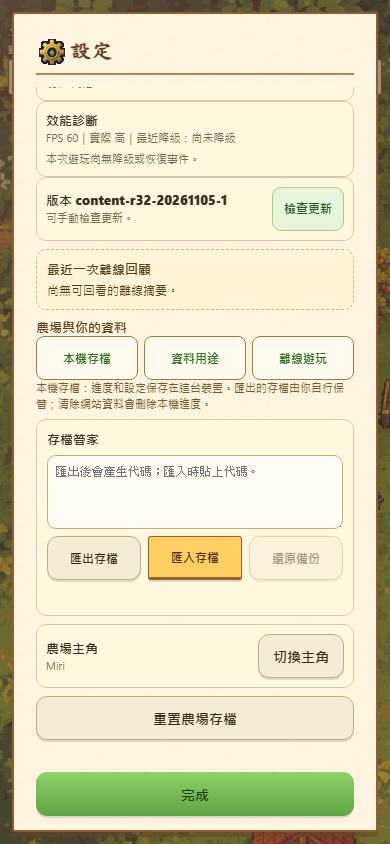 設定
效能診斷
FPS 60｜實際 高｜最近降級：尚未降級
本次遊玩尚無降級或恢復事件。
版本 content-r32-20261105-1
可手動檢查更新。
檢查更新
最近一次離線回顧
尚無可回看的離線摘要。
農場與你的資料
本機存檔
資料用途
離線遊玩
本機存檔：進度和設定保存在這台裝置。匯出的存檔由你自行保
管；清除網站資料會刪除本機進度。
存檔管家
匯出後會產生代碼；匯入時貼上代碼。
匯出存檔
匯入存檔
還原備份
農場主角
Miri
切換主角
重置農場存檔
完成